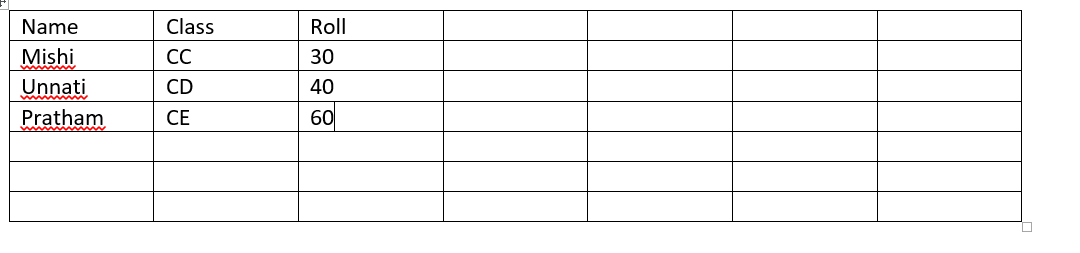 Name Class Roll
Mishi CC 30
Unnati CD 40
Pratham CE 60